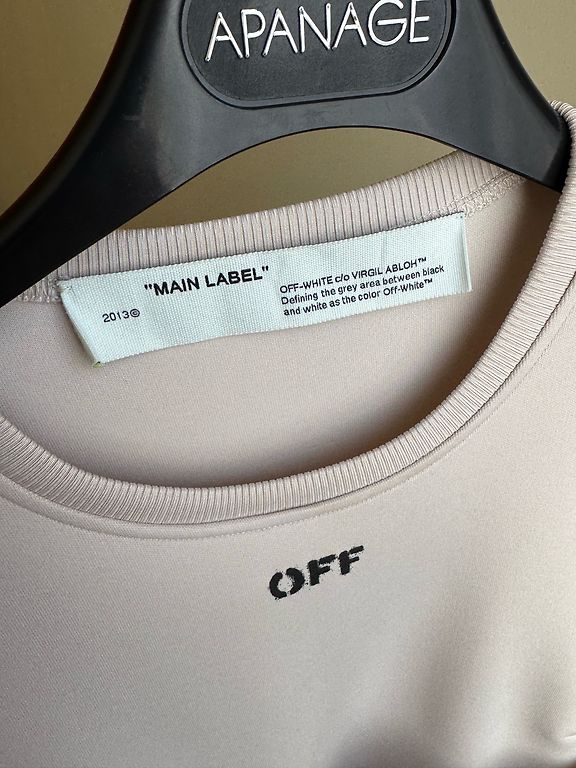 APANAGE
"MAIN LABEL"
2013©
OFF-WHITE c/o VIRGIL ABLOH™
Defining the grey area between black
and white as the color Off-White™
OFF